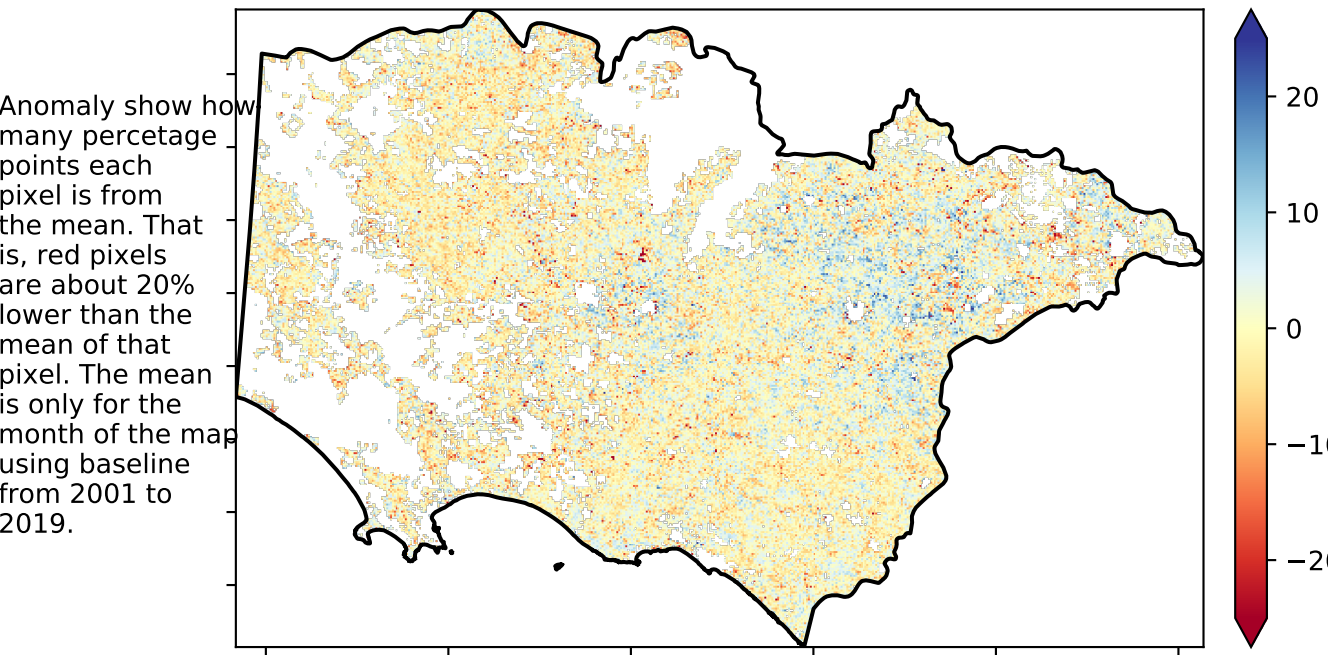 Anomaly show how
many percetage
points each
pixel is from
the mean. That
is, red pixels
are about 20%
lower than the
mean of that
pixel. The mean
is only for the
month of the map
using baseline
from 2001 to
2019.
20
10
0
−10
−20